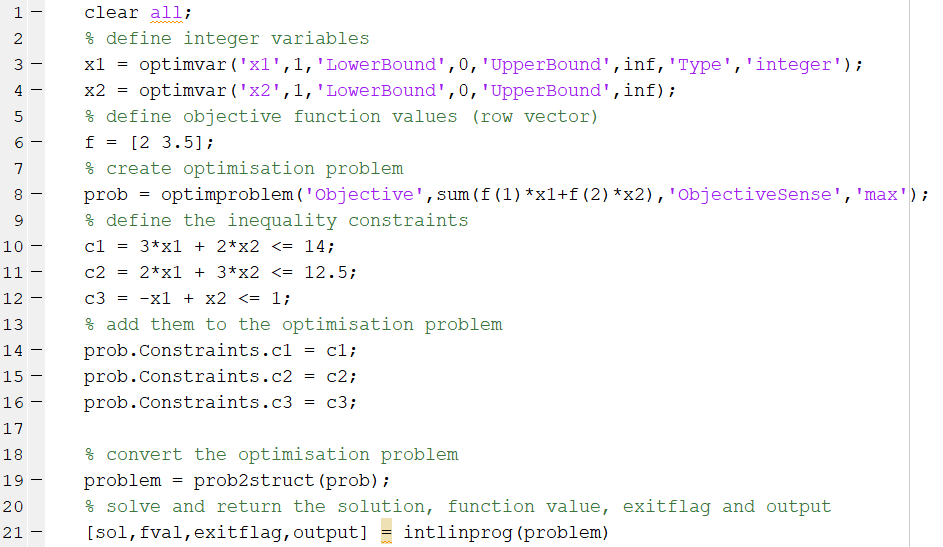 1 – clear all;
2 % define integer variables
3 – x1 = optimvar('x1',1,'LowerBound',0,'UpperBound',inf,'Type','integer');
4 – x2 = optimvar('x2',1,'LowerBound',0,'UpperBound',inf);
5 % define objective function values (row vector)
6 – f = [2 3.5];
7 % create optimisation problem
8 – prob = optimproblem('Objective',sum(f(1)*x1+f(2)*x2),'ObjectiveSense','max');
9 % define the inequality constraints
10 – c1 = 3*x1 + 2*x2 <= 14;
11 – c2 = 2*x1 + 3*x2 <= 12.5;
12 – c3 = -x1 + x2 <= 1;
13 % add them to the optimisation problem
14 – prob.Constraints.c1 = c1;
15 – prob.Constraints.c2 = c2;
16 – prob.Constraints.c3 = c3;
17
18 % convert the optimisation problem
19 – problem = prob2struct(prob);
20 % solve and return the solution, function value, exitflag and output
21 – [sol,fval,exitflag,output] = intlinprog(problem)